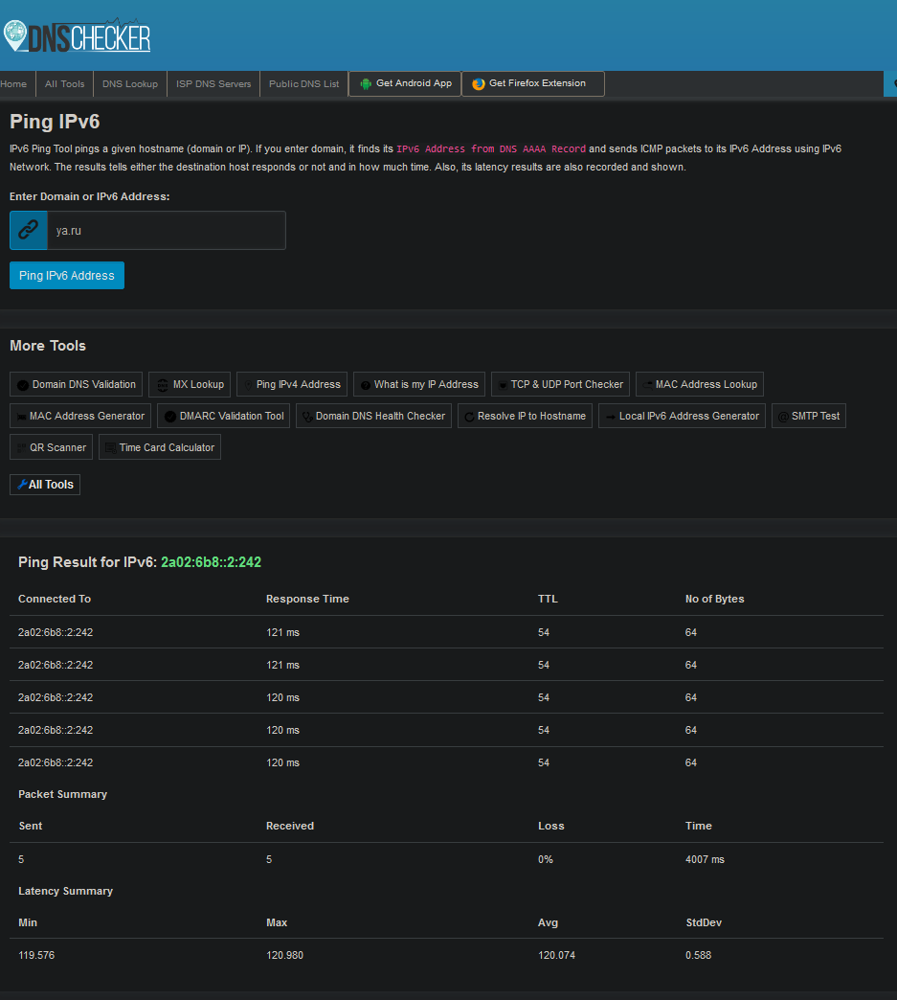 DNSCHECKER
Home All Tools DNS Lookup ISP DNS Servers Public DNS List Get Android App Get Firefox Extension
Ping IPv6
IPv6 Ping Tool pings a given hostname (domain or IP). If you enter domain, it finds its IPv6 Address from DNS AAAA Record and sends ICMP packets to its IPv6 Address using IPv6
Network. The results tells either the destination host responds or not and in how much time. Also, its latency results are also recorded and shown.
Enter Domain or IPv6 Address:
ya.ru
Ping IPv6 Address
More Tools
Domain DNS Validation MX Lookup Ping IPv4 Address What is my IP Address TCP & UDP Port Checker MAC Address Lookup
MAC Address Generator DMARC Validation Tool Domain DNS Health Checker Resolve IP to Hostname Local IPv6 Address Generator SMTP Test
QR Scanner Time Card Calculator
All Tools
Ping Result for IPv6: 2a02:6b8::2:242
Connected To Response Time TTL No of Bytes
2a02:6b8::2:242 121 ms 54 64
2a02:6b8::2:242 121 ms 54 64
2a02:6b8::2:242 120 ms 54 64
2a02:6b8::2:242 120 ms 54 64
2a02:6b8::2:242 120 ms 54 64
Packet Summary
Sent Received Loss Time
5 5 0% 4007 ms
Latency Summary
Min Max Avg StdDev
119.576 120.980 120.074 0.588